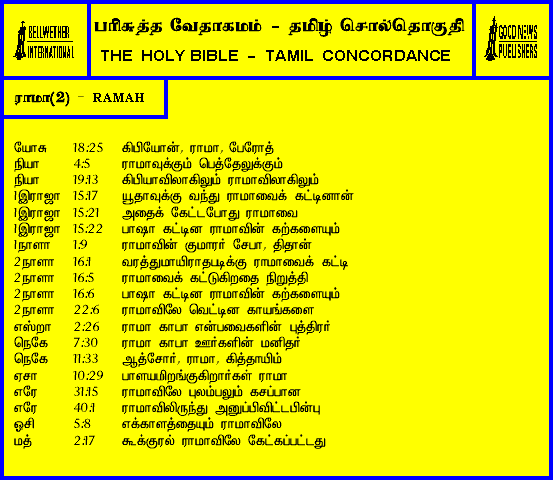 BELLWETHER
INTERNATIONAL
பரிசுத்த வேதாகமம் - தமிழ் சொல்தொகுதி
THE HOLY BIBLE - TAMIL CONCORDANCE
GOOD NEWS
PUBLISHERS
ராமா(2) - RAMAH
யோசு 18:25 கிபியோன், ராமா, பேரோத்
நியா 4:5 ராமாவுக்கும் பெத்தேலுக்கும்
நியா 19:13 கிபியாவிலாகிலும் ராமாவிலாகிலும்
1இராஜா 15:17 யூதாவுக்கு வந்து ராமாவைக் கட்டினான்
1இராஜா 15:21 அதைக் கேட்டபோது ராமாவை
1இராஜா 15:22 பாஷா கட்டின ராமாவின் கற்களையும்
1நாளா 1:9 ராமாவின் குமாரர் சேபா, திதான்
2நாளா 16:1 வரத்துமாயிராதபடிக்கு ராமாவைக் கட்டி
2நாளா 16:5 ராமாவைக் கட்டுகிறதை நிறுத்தி
2நாளா 16:6 பாஷா கட்டின ராமாவின் கற்களையும்
2நாளா 22:6 ராமாவிலே வெட்டின காயங்களை
எஸ்றா 2:26 ராமா காபா என்பவைகளின் புத்திரர்
நெகே 7:30 ராமா காபா ஊர்களின் மனிதர்
நெகே 11:33 ஆத்சோர், ராமா, கித்தாயிம்
ஏசா 10:29 பாளயமிறங்குகிறார்கள் ராமா
எரே 31:15 ராமாவிலே புலம்பலும் கசப்பான
எரே 40:1 ராமாவிலிருந்து அனுப்பிவிட்டபின்பு
ஓசி 5:8 எக்காளத்தையும் ராமாவிலே
மத் 2:17 கூக்குரல் ராமாவிலே கேட்கப்பட்டது